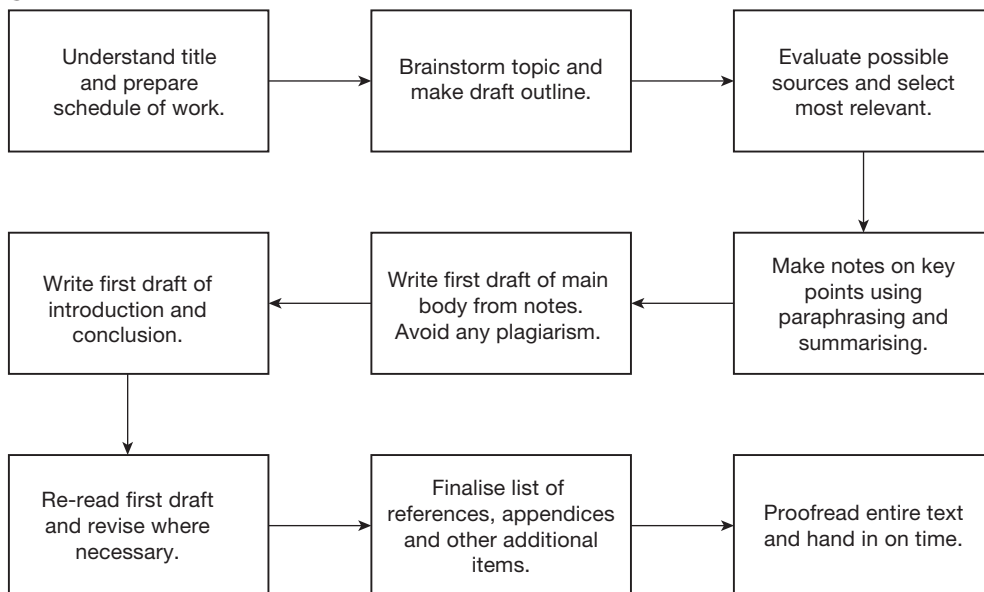 Understand title
and prepare
schedule of work.
Brainstorm topic and
make draft outline.
Evaluate possible
sources and select
most relevant.
Make notes on key
points using
paraphrasing and
summarising.
Write first draft of main
body from notes.
Avoid any plagiarism.
Write first draft of
introduction and
conclusion.
Re-read first draft
and revise where
necessary.
Finalise list of
references, appendices
and other additional
items.
Proofread entire text
and hand in on time.